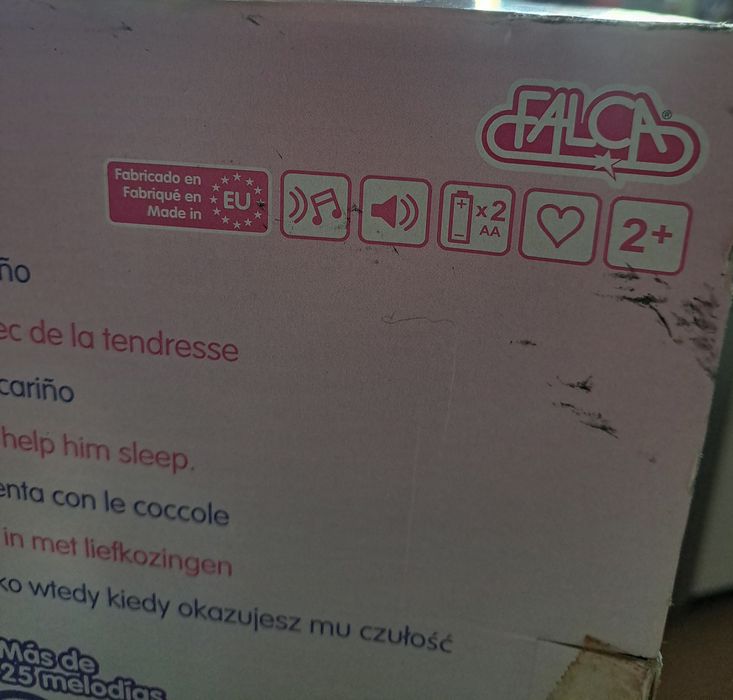 FALCA®
Fabricado en
Fabriqué en
Made in
EU
+
x2
AA
-
2+
ño
ec de la tendresse
cariño
help him sleep.
enta con le coccole
in met liefkozingen
ko wtedy kiedy okazujesz mu czułość
Más de
25 melodías